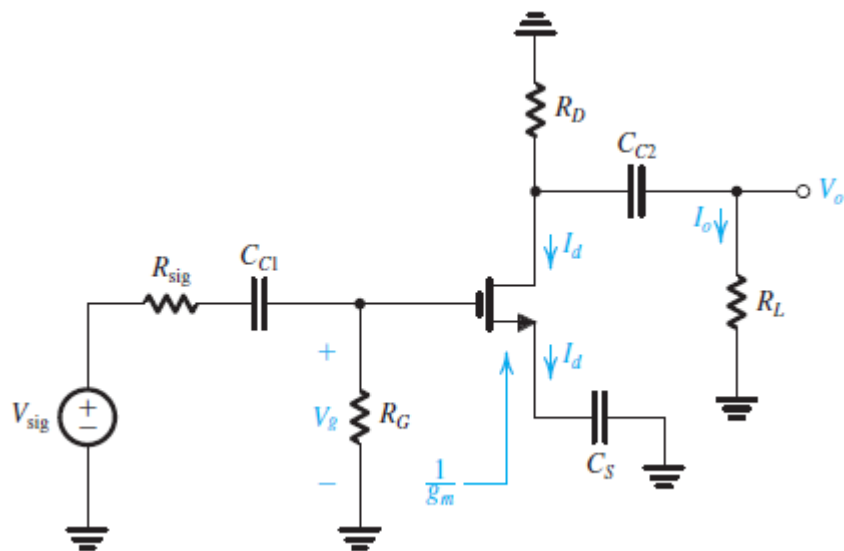 R_D
C_C2
V_o
I_o
I_d
C_C1
R_sig
R_L
+
I_d
V_sig
+
−
V_g
R_G
−
1/g_m
C_S